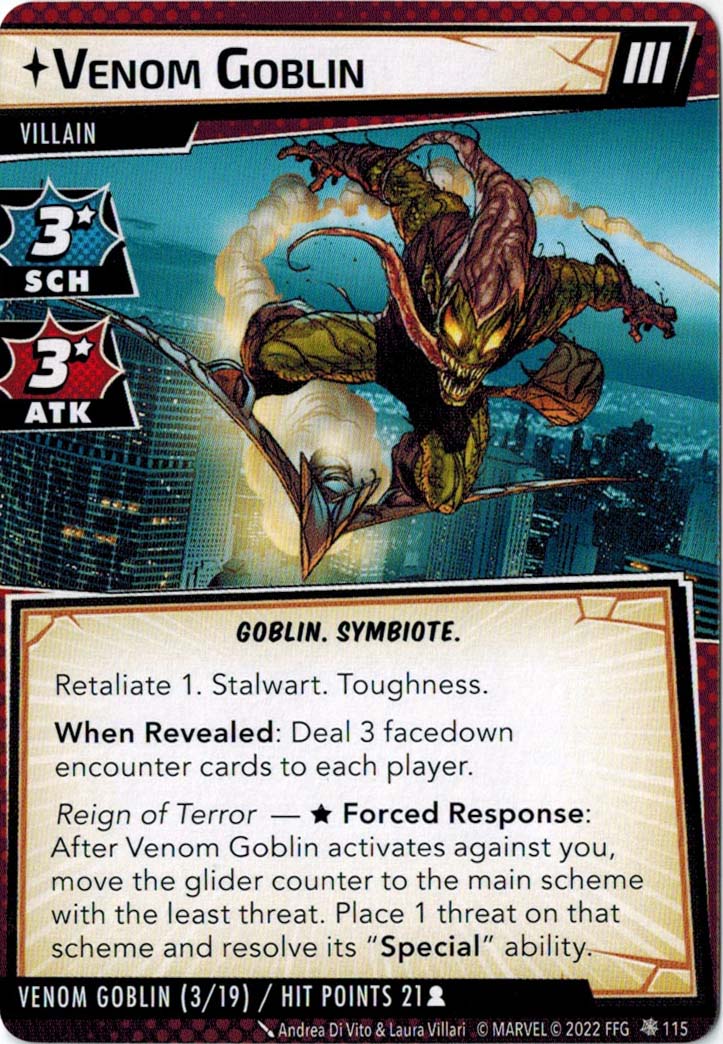 VENOM GOBLIN
III
VILLAIN
3★
SCH
3★
ATK
GOBLIN. SYMBIOTE.
Retaliate 1. Stalwart. Toughness.
When Revealed: Deal 3 facedown
encounter cards to each player.
Reign of Terror — ★ Forced Response:
After Venom Goblin activates against you,
move the glider counter to the main scheme
with the least threat. Place 1 threat on that
scheme and resolve its “Special” ability.
VENOM GOBLIN (3/19) / HIT POINTS 21
Andrea Di Vito & Laura Villari © MARVEL © 2022 FFG 115